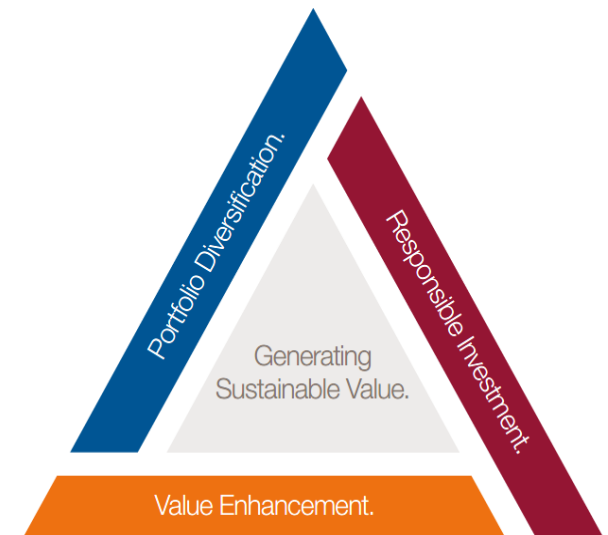 Portfolio Diversification.
Responsible Investment.
Generating
Sustainable Value.
Value Enhancement.